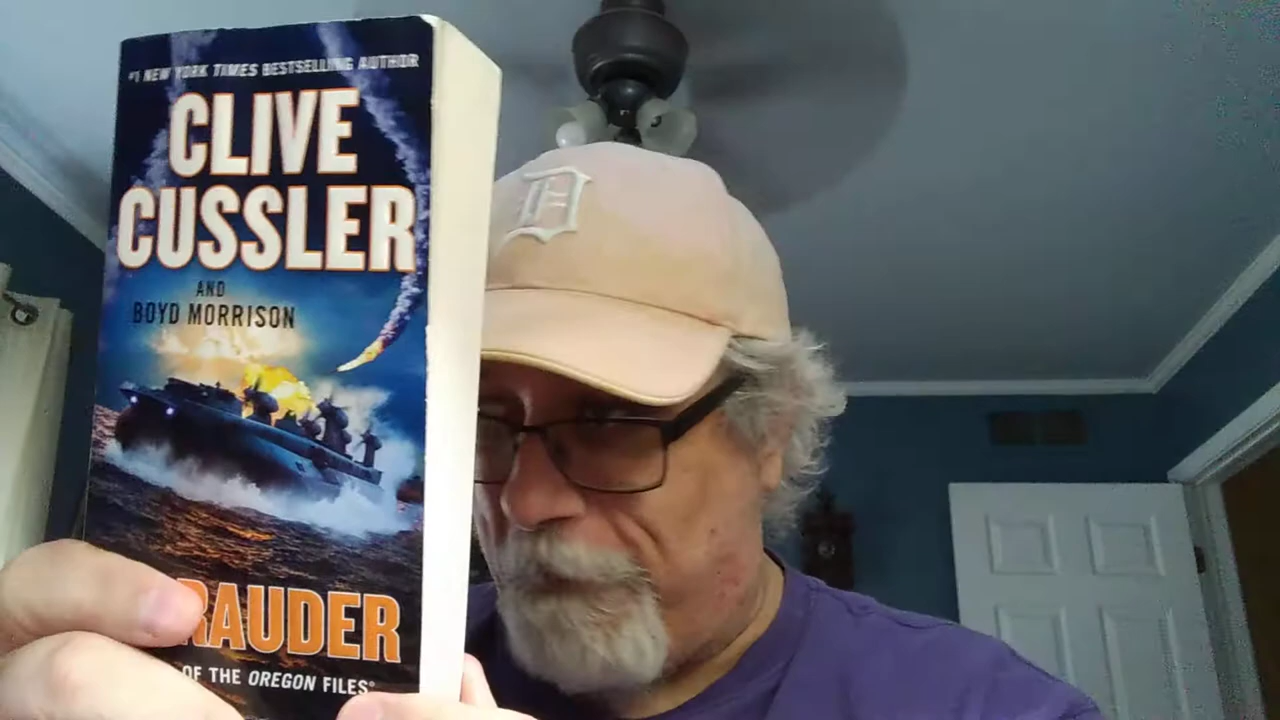 #1 NEW YORK TIMES BESTSELLING AUTHOR
CLIVE
CUSSLER
AND
BOYD MORRISON
RAUDER
OF THE OREGON FILES®
D